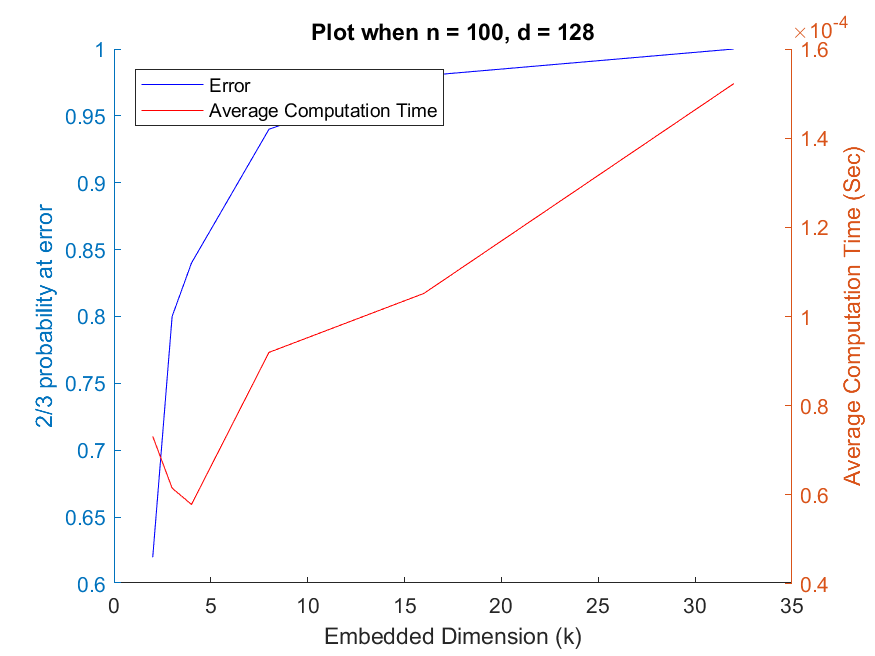 Plot when n = 100, d = 128
×10-4
Error
Average Computation Time
2/3 probability at error
1
0.95
0.9
0.85
0.8
0.75
0.7
0.65
0.6
Average Computation Time (Sec)
1.6
1.4
1.2
1
0.8
0.6
0.4
0 5 10 15 20 25 30 35
Embedded Dimension (k)